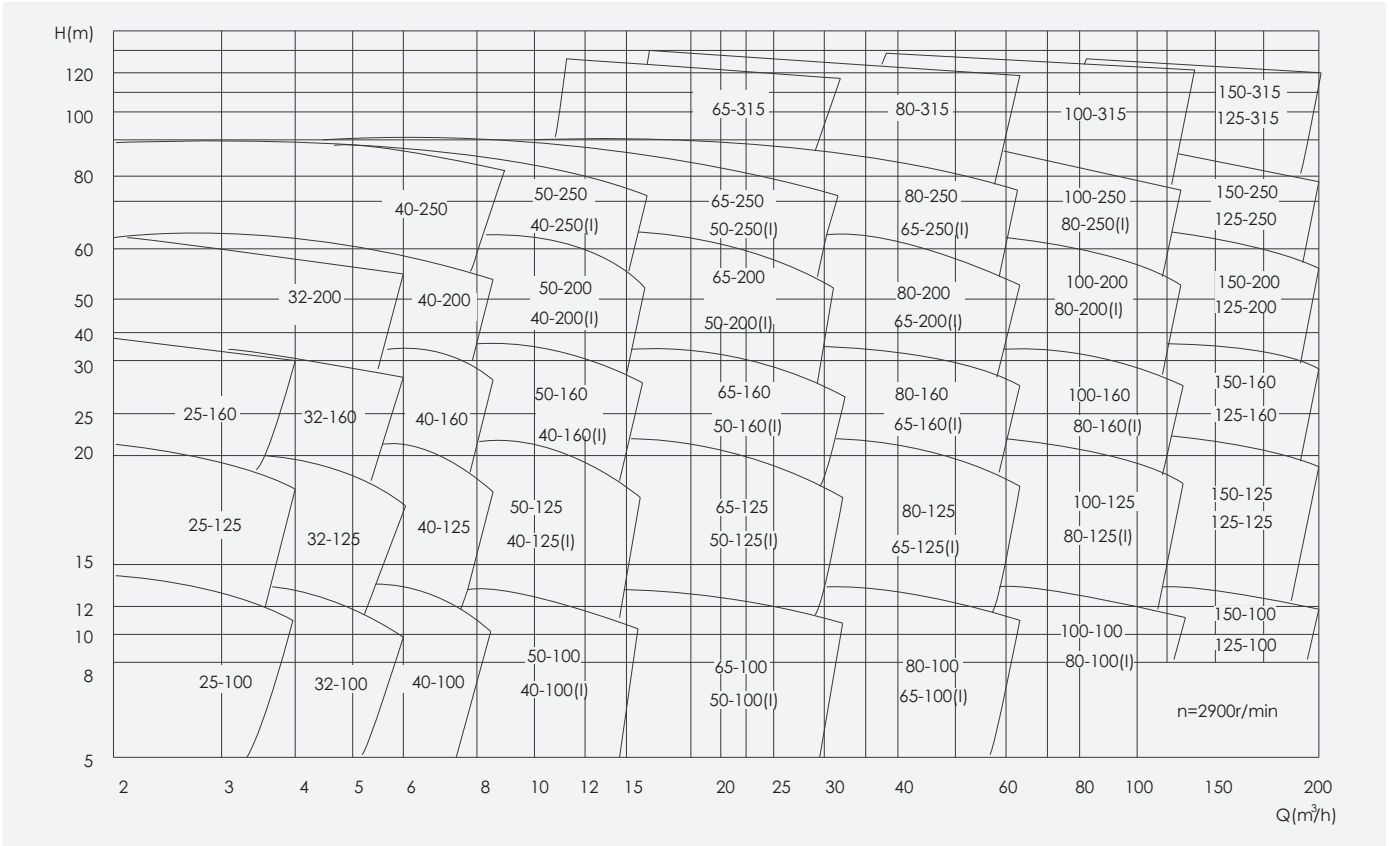 H(m)
120
100
80
60
50
40
30
25
20
15
12
10
8
5
65-315
80-315
100-315
150-315
125-315
40-250
50-250
40-250(I)
65-250
50-250(I)
80-250
65-250(I)
100-250
80-250(I)
150-250
125-250
32-200
40-200
50-200
40-200(I)
65-200
50-200(I)
80-200
65-200(I)
100-200
80-200(I)
150-200
125-200
25-160
32-160
40-160
50-160
40-160(I)
65-160
50-160(I)
80-160
65-160(I)
100-160
80-160(I)
150-160
125-160
25-125
32-125
40-125
50-125
40-125(I)
65-125
50-125(I)
80-125
65-125(I)
100-125
80-125(I)
150-125
125-125
25-100
32-100
40-100
50-100
40-100(I)
65-100
50-100(I)
80-100
65-100(I)
100-100
80-100(I)
150-100
125-100
n=2900r/min
2 3 4 5 6 8 10 12 15 20 25 30 40 60 80 100 150 200
Q(m³/h)